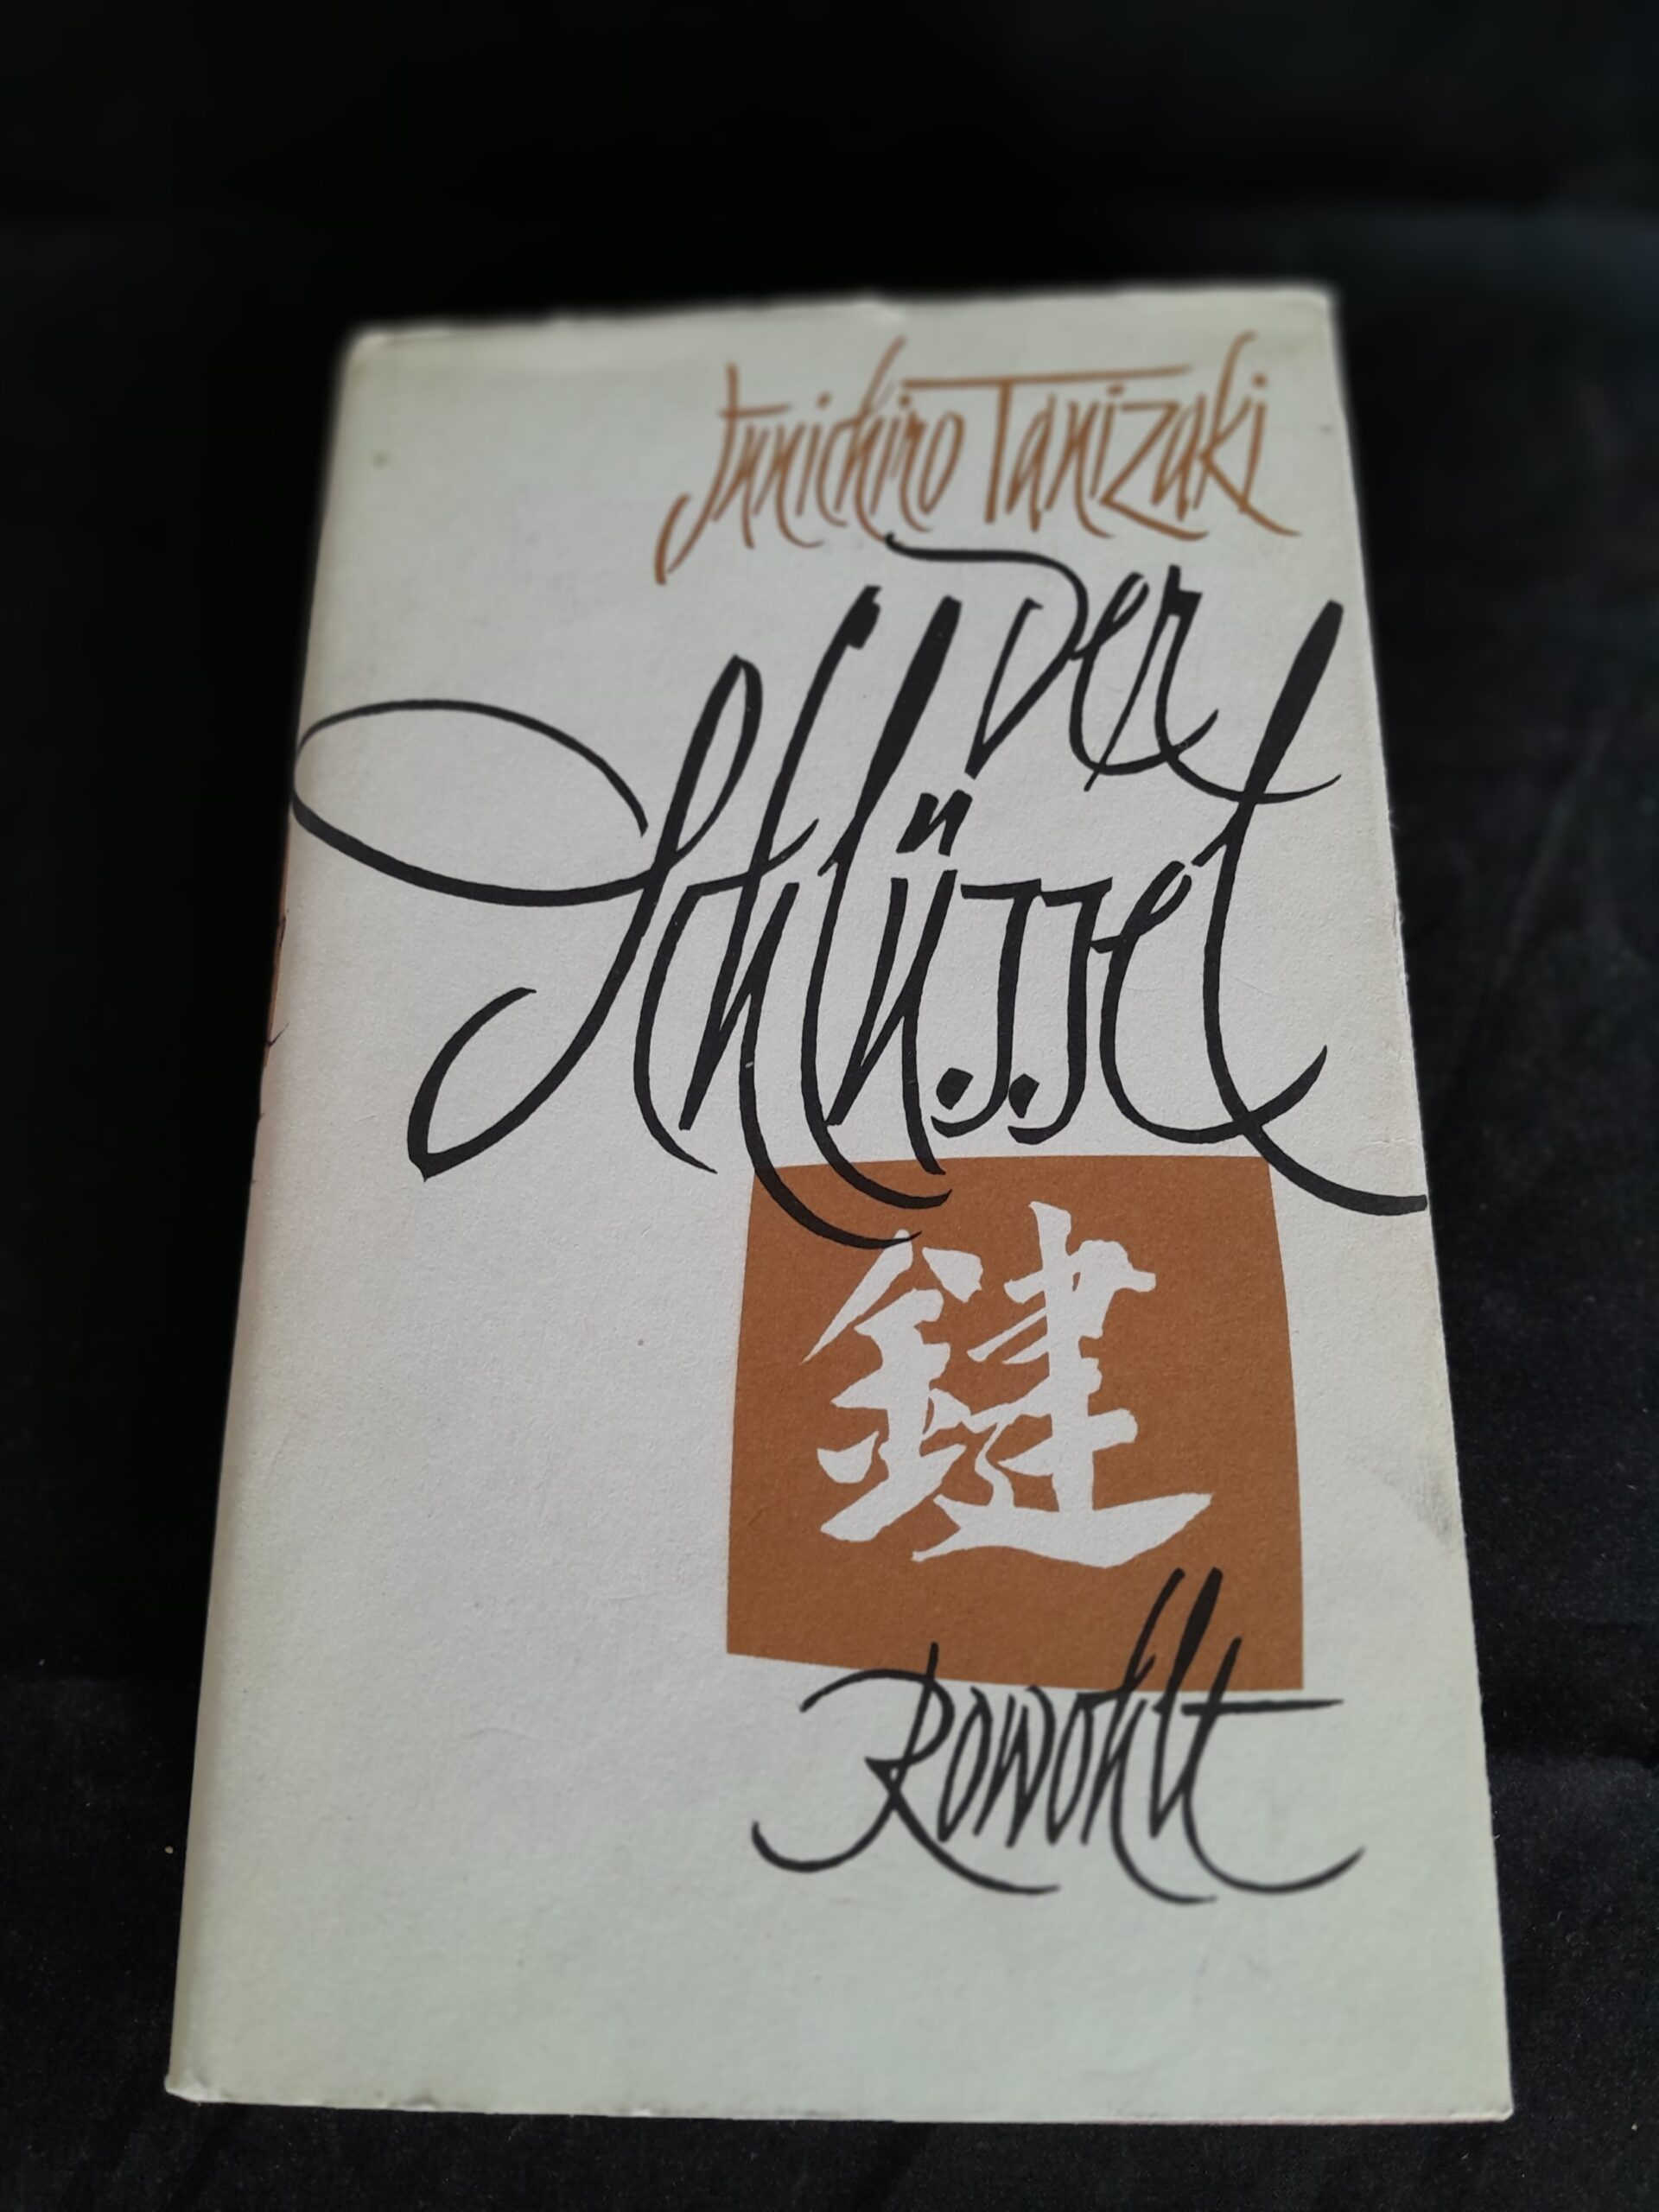 Junichiro Tanizaki
Der
Schlüssel
鍵
Rowohlt